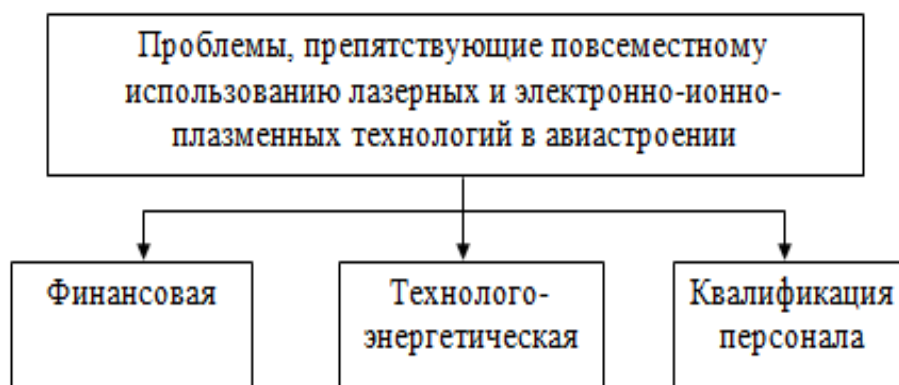 Проблемы, препятствующие повсеместному
использованию лазерных и электронно-ионно-
плазменных технологий в авиастроении
Финансовая
Технолого-
энергетическая
Квалификация
персонала